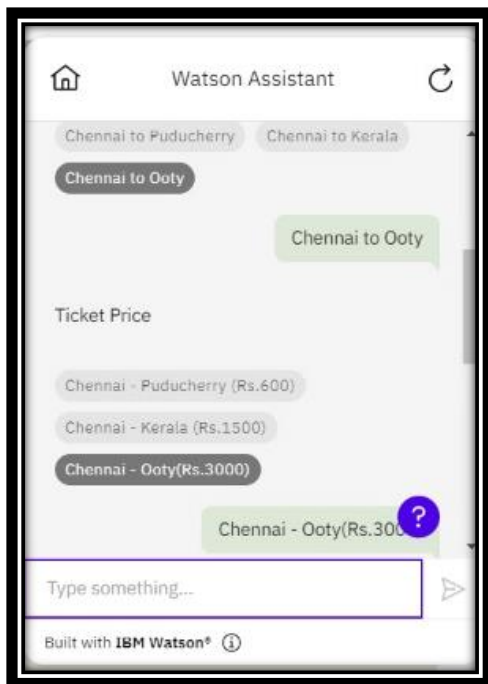 Watson Assistant
Chennai to Puducherry Chennai to Kerala
Chennai to Ooty
Chennai to Ooty
Ticket Price
Chennai - Puducherry (Rs.600)
Chennai - Kerala (Rs.1500)
Chennai - Ooty(Rs.3000)
Chennai - Ooty(Rs.300
?
Type something...
Built with IBM Watson®